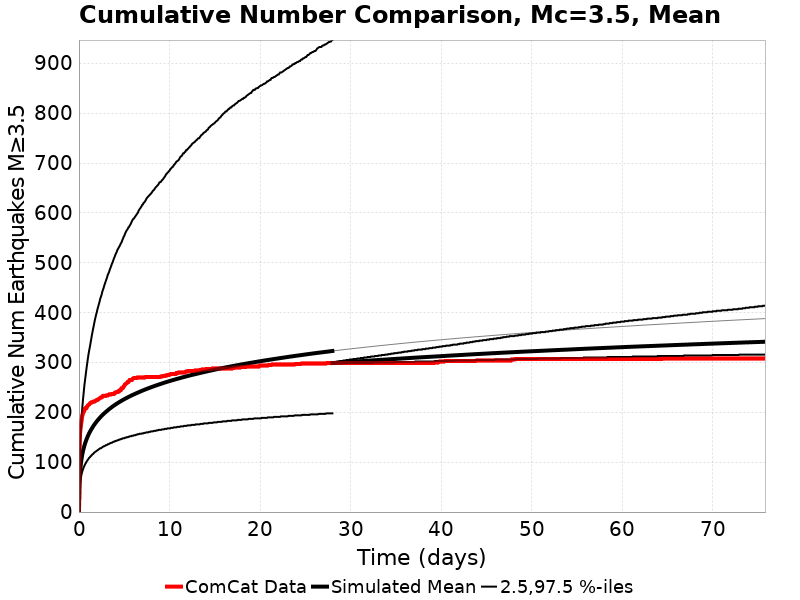 Cumulative Number Comparison, Mc=3.5, Mean
Cumulative Num Earthquakes M≥3.5
900
800
700
600
500
400
300
200
100
0
0 10 20 30 40 50 60 70
Time (days)
ComCat Data Simulated Mean 2.5,97.5 %-iles